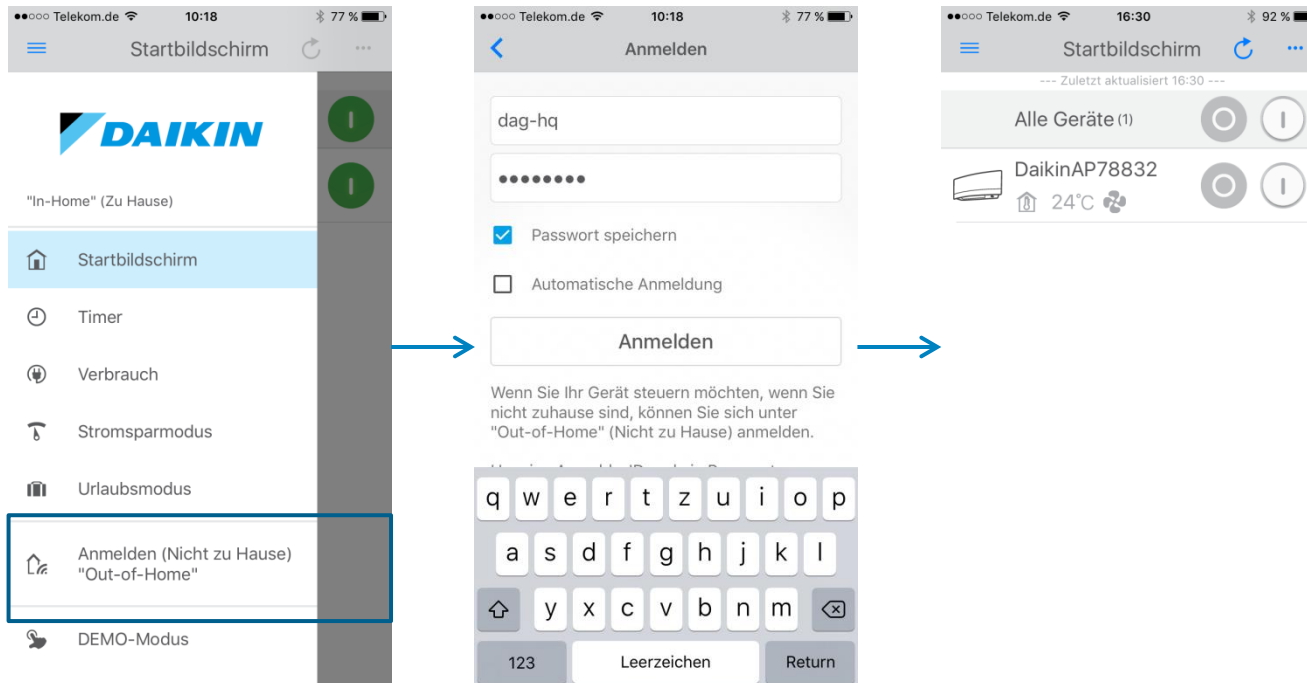 Telekom.de 10:18 77 %
Startbildschirm
DAIKIN
"In-Home" (Zu Hause)
Startbildschirm
Timer
Verbrauch
Stromsparmodus
Urlaubsmodus
Anmelden (Nicht zu Hause)
"Out-of-Home"
DEMO-Modus
Telekom.de 10:18 77 %
Anmelden
dag-hq
Passwort speichern
Automatische Anmeldung
Anmelden
Wenn Sie Ihr Gerät steuern möchten, wenn Sie
nicht zuhause sind, können Sie sich unter
"Out-of-Home" (Nicht zu Hause) anmelden.
q w e r t z u i o p
a s d f g h j k l
y x c v b n m
123 Leerzeichen Return
Telekom.de 16:30 92 %
Startbildschirm
--- Zuletzt aktualisiert 16:30 ---
Alle Geräte (1)
DaikinAP78832
24°C